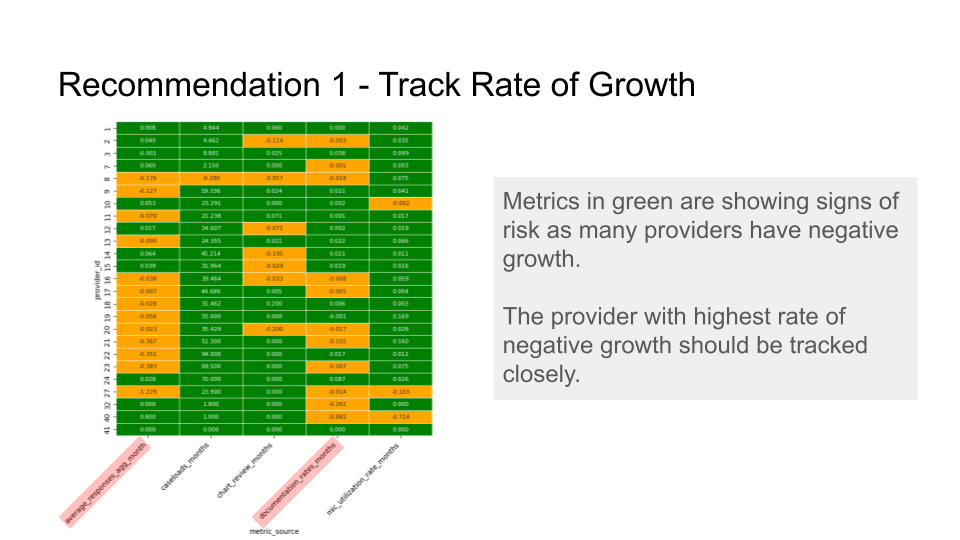 Recommendation 1 - Track Rate of Growth
provider_id
1 0.008 4.944 0.060 0.000 0.042
2 0.040 4.462 -0.114 -0.003 0.035
3 -0.001 8.881 0.025 0.038 0.099
7 0.060 2.150 0.000 -0.001 0.003
8 -0.176 -9.280 -0.057 -0.018 0.075
9 -0.127 19.336 0.024 0.021 0.041
10 0.053 23.291 0.000 0.002 -0.002
11 -0.070 21.238 0.071 0.001 0.017
12 0.017 24.607 -0.071 0.002 0.019
13 -0.090 24.355 0.021 0.022 0.066
14 0.064 45.214 -0.105 0.021 0.011
15 0.039 31.964 -0.029 0.019 0.016
16 -0.038 39.464 -0.033 -0.008 0.059
17 -0.007 44.686 0.005 -0.001 0.004
18 -0.028 31.462 0.200 0.006 0.003
19 -0.056 55.000 0.000 -0.001 0.169
20 -0.023 35.429 -0.200 -0.017 0.028
21 -0.367 51.300 0.000 -0.101 0.160
22 -0.351 94.000 0.000 0.017 0.012
23 -0.383 69.500 0.000 -0.007 0.075
24 0.028 70.000 0.000 0.087 0.026
27 -1.229 23.900 0.000 -0.014 -0.163
32 0.000 1.800 0.000 -0.261 0.000
40 0.800 1.000 0.000 -0.982 -0.714
41 0.000 0.000 0.000 0.000 0.000
average_responses_agg_month
caseloads_months
chart_review_months
documentation_rates_months
mic_utilization_rate_months
metric_source
Metrics in green are showing signs of
risk as many providers have negative
growth.
The provider with highest rate of
negative growth should be tracked
closely.